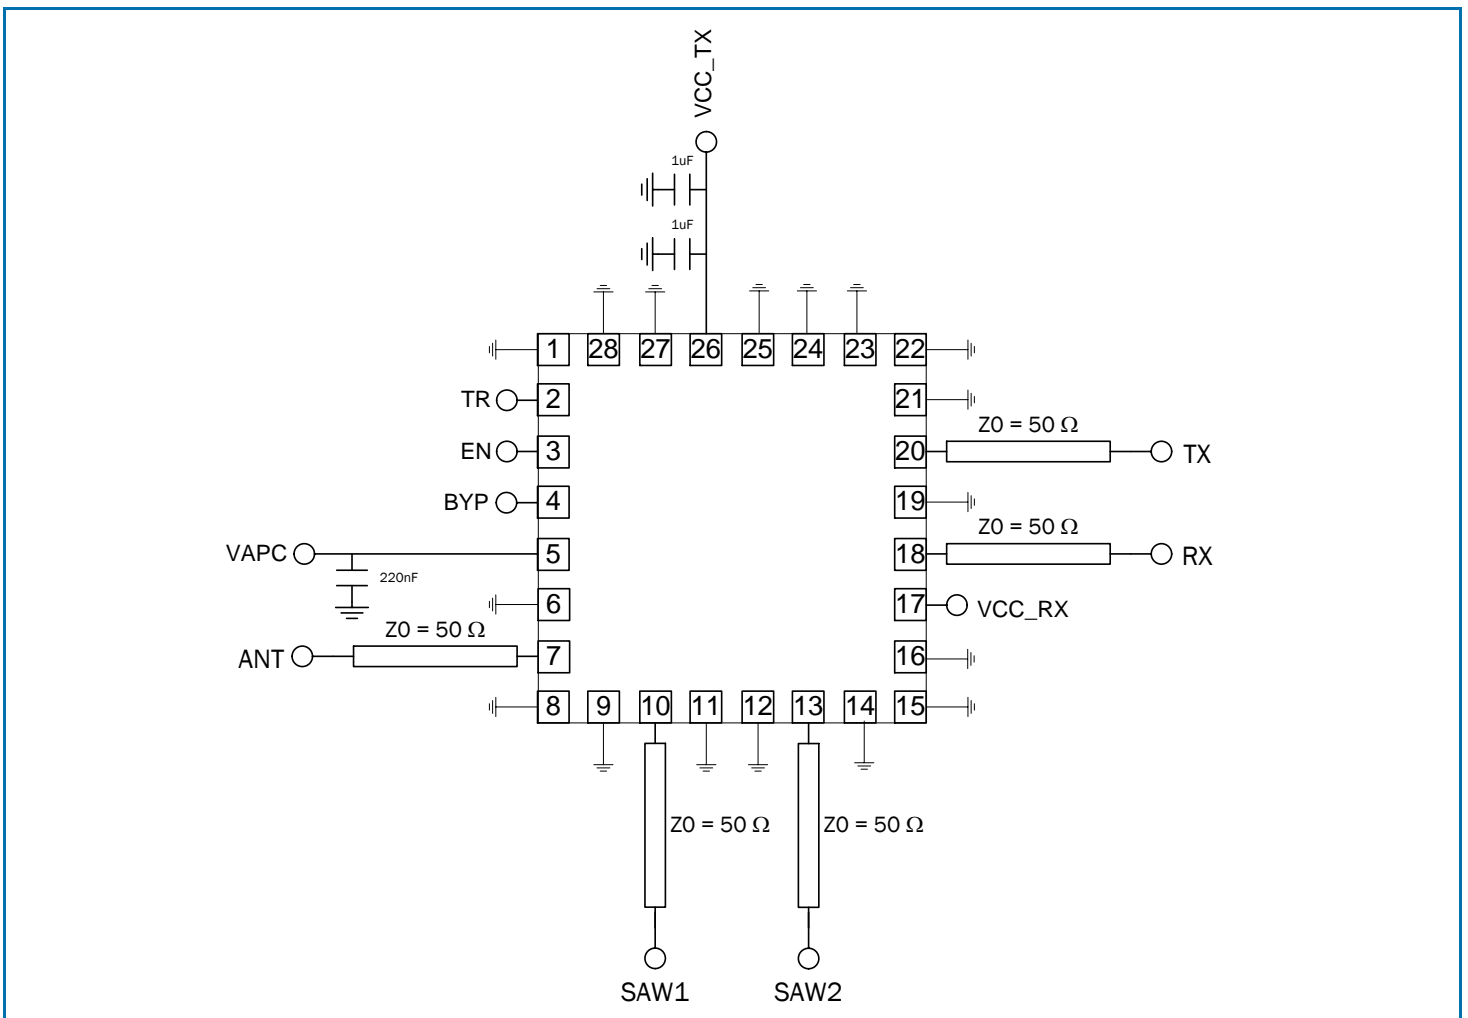 VCC_TX
1uF
1uF
1 28 27 26 25 24 23 22
TR 2 21
Z0 = 50 Ω
EN 3 20 TX
BYP 4 19
Z0 = 50 Ω
VAPC 5 18 RX
220nF
6 17 VCC_RX
Z0 = 50 Ω
ANT 7 16
8 9 10 11 12 13 14 15
Z0 = 50 Ω Z0 = 50 Ω
SAW1 SAW2